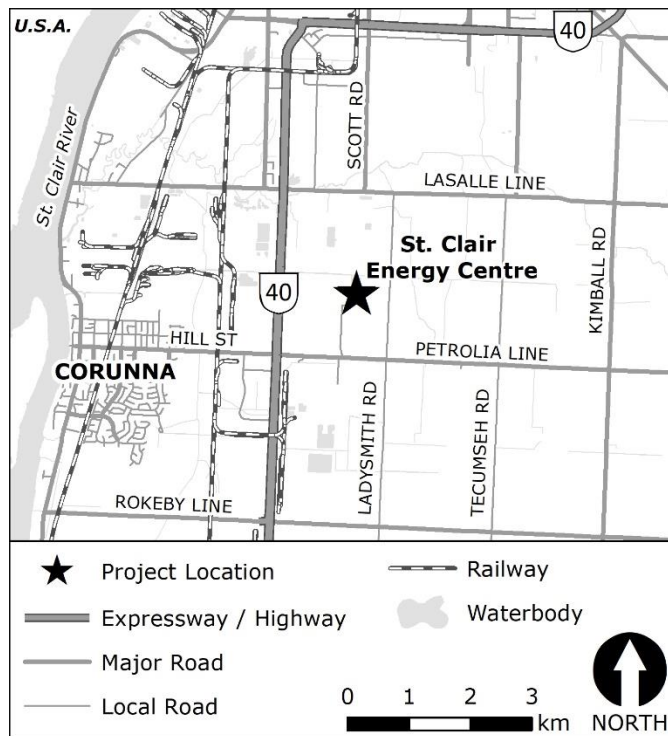 U.S.A.
40
St. Clair River
SCOTT RD
LASALLE LINE
St. Clair
Energy Centre
KIMBALL RD
40
HILL ST
PETROLIA LINE
CORUNNA
LADYSMITH RD
TECUMSEH RD
ROKEBY LINE
Project Location
Railway
Expressway / Highway
Waterbody
Major Road
Local Road
0 1 2 3
km
NORTH